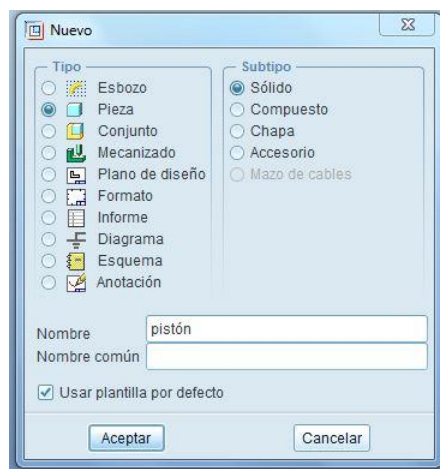 Nuevo
Tipo
Esbozo
Pieza
Conjunto
Mecanizado
Plano de diseño
Formato
Informe
Diagrama
Esquema
Anotación
Subtipo
Sólido
Compuesto
Chapa
Accesorio
Mazo de cables
Nombre pistón
Nombre común
Usar plantilla por defecto
Aceptar Cancelar